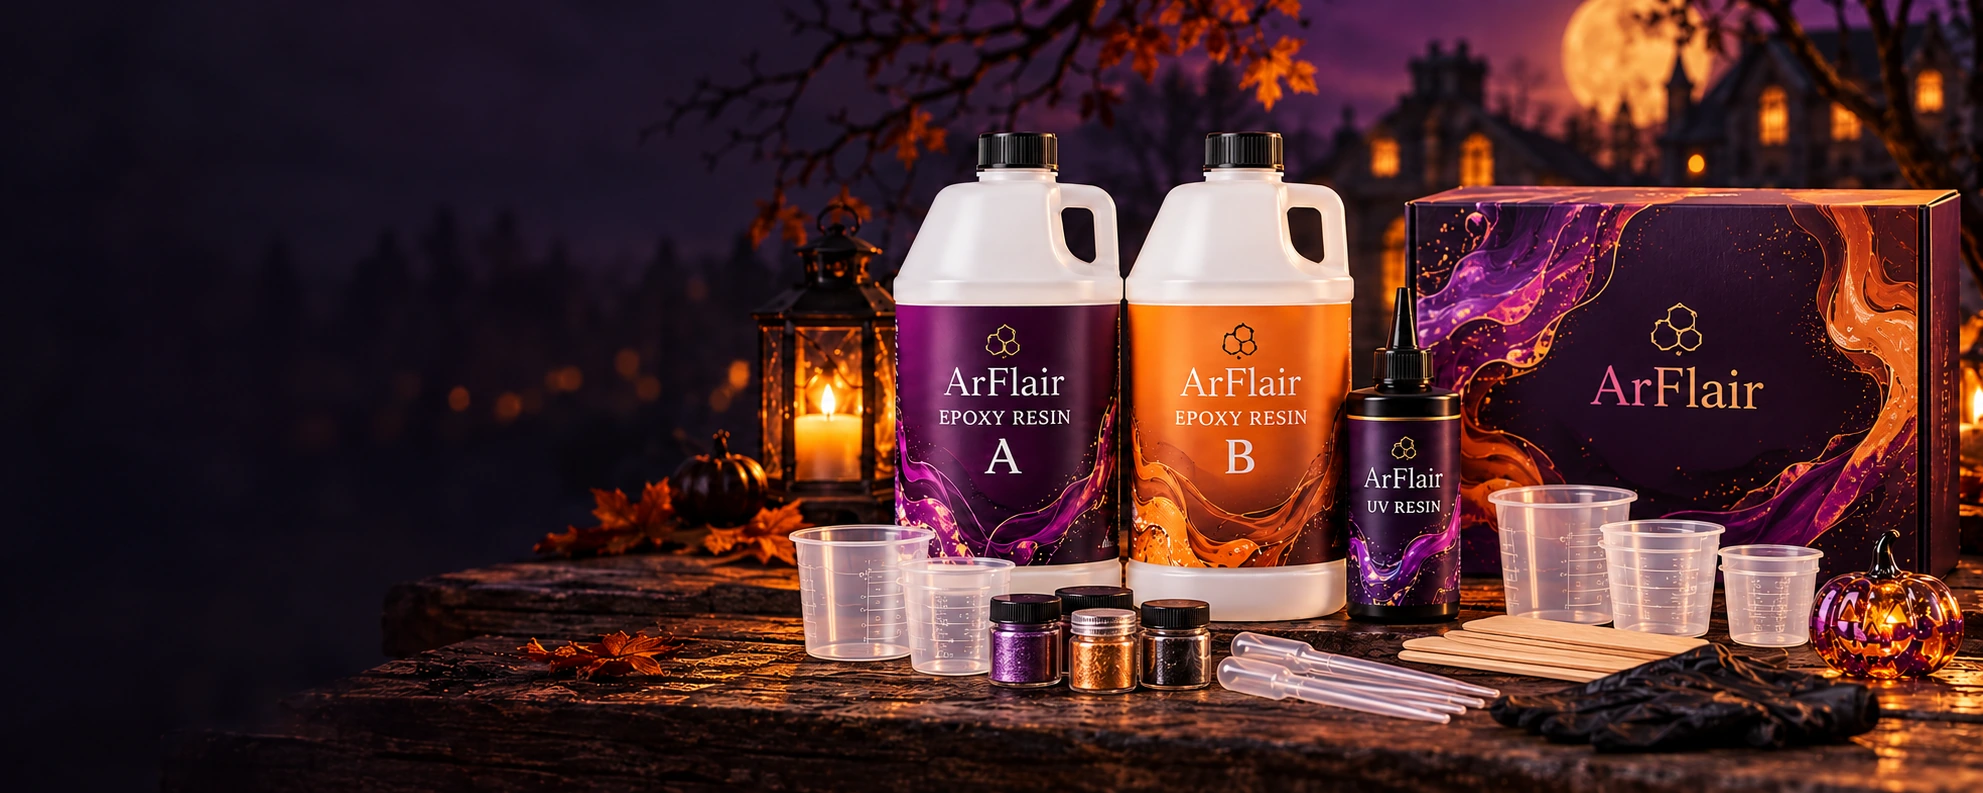 ArFlair
EPOXY RESIN
A
ArFlair
EPOXY RESIN
B
ArFlair
UV RESIN
ArFlair